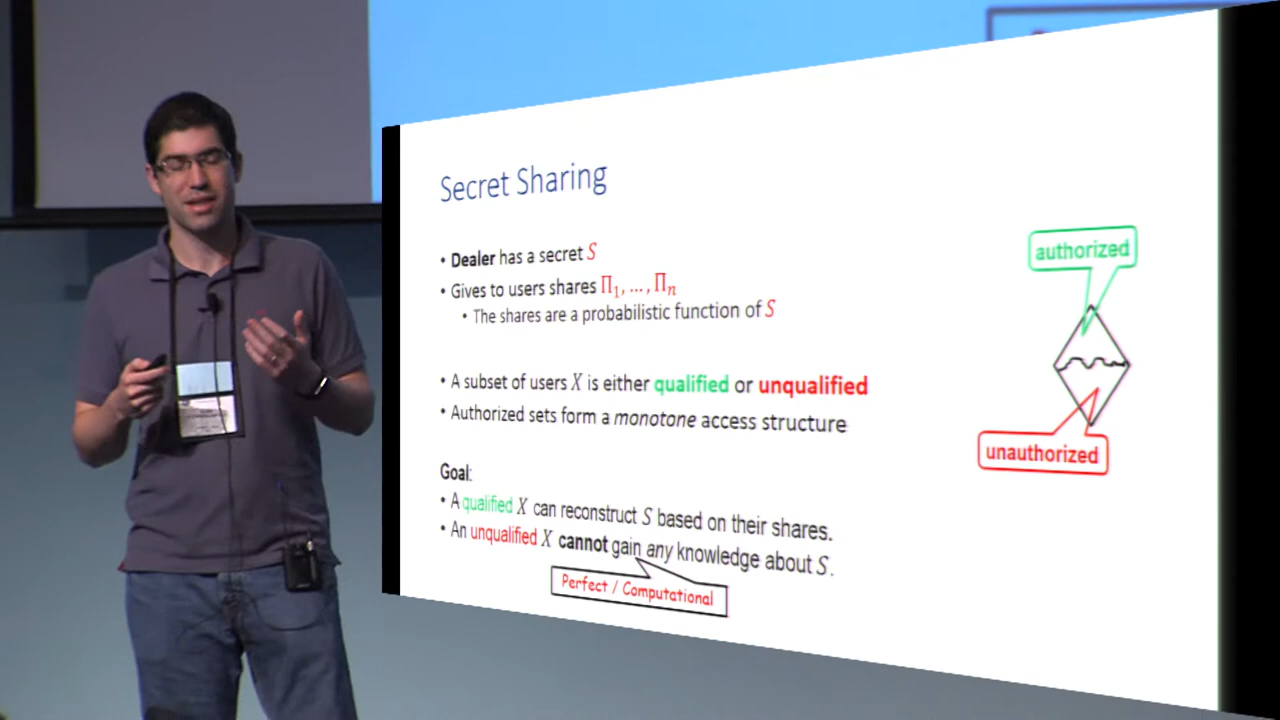 Secret Sharing
• Dealer has a secret S
• Gives to users shares Π₁, …, Πₙ
• The shares are a probabilistic function of S
• A subset of users X is either qualified or unqualified
• Authorized sets form a monotone access structure
Goal:
• A qualified X can reconstruct S based on their shares.
• An unqualified X cannot gain any knowledge about S.
Perfect / Computational
authorized
unauthorized